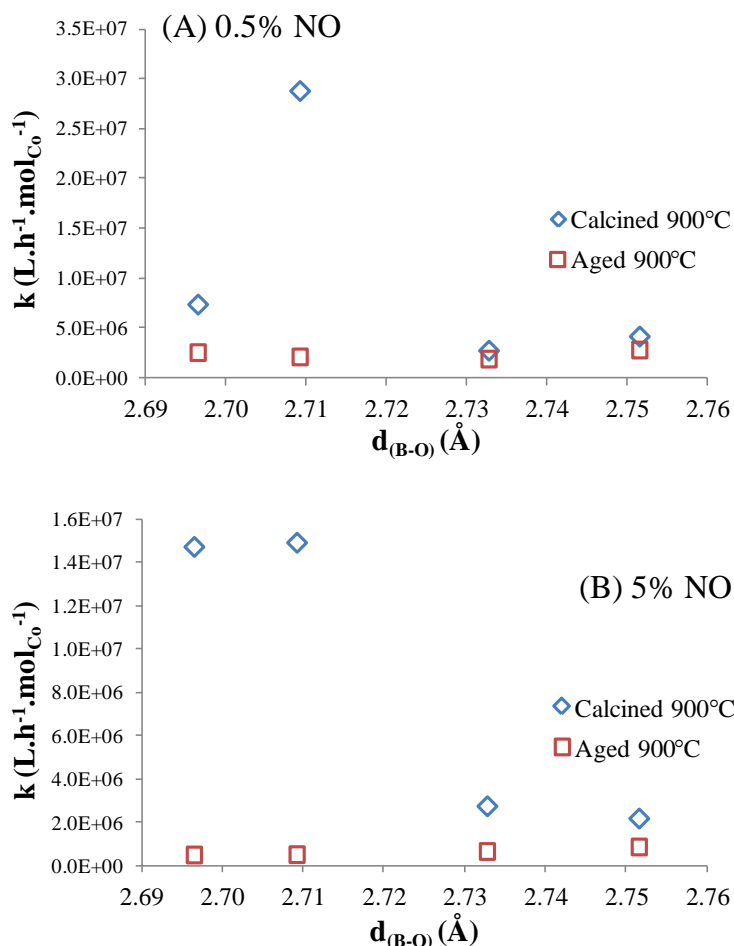 (A) 0.5% NO
3.5E+07
3.0E+07
2.5E+07
2.0E+07
1.5E+07
1.0E+07
5.0E+06
0.0E+00
k (L.h⁻¹.mol_Co⁻¹)
Calcined 900°C
Aged 900°C
2.69 2.70 2.71 2.72 2.73 2.74 2.75 2.76
d_(B-O) (Å)
(B) 5% NO
1.6E+07
1.4E+07
1.2E+07
1.0E+07
8.0E+06
6.0E+06
4.0E+06
2.0E+06
0.0E+00
k (L.h⁻¹.mol_Co⁻¹)
Calcined 900°C
Aged 900°C
2.69 2.70 2.71 2.72 2.73 2.74 2.75 2.76
d_(B-O) (Å)